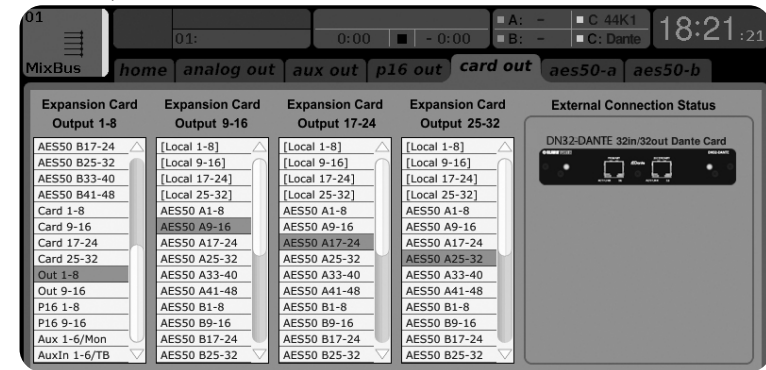 01
A: - C 44K1
01: 0:00 - 0:00 B: - C: Dante 18:21:21
MixBus home analog out aux out p16 out card out aes50-a aes50-b
Expansion Card Output 1-8
AES50 B17-24
AES50 B25-32
AES50 B33-40
AES50 B41-48
Card 1-8
Card 9-16
Card 17-24
Card 25-32
Out 1-8
Out 9-16
P16 1-8
P16 9-16
Aux 1-6/Mon
AuxIn 1-6/TB
Expansion Card Output 9-16
[Local 1-8]
[Local 9-16]
[Local 17-24]
[Local 25-32]
AES50 A1-8
AES50 A9-16
AES50 A17-24
AES50 A25-32
AES50 A33-40
AES50 A41-48
AES50 B1-8
AES50 B9-16
AES50 B17-24
AES50 B25-32
Expansion Card Output 17-24
[Local 1-8]
[Local 9-16]
[Local 17-24]
[Local 25-32]
AES50 A1-8
AES50 A9-16
AES50 A17-24
AES50 A25-32
AES50 A33-40
AES50 A41-48
AES50 B1-8
AES50 B9-16
AES50 B17-24
AES50 B25-32
Expansion Card Output 25-32
[Local 1-8]
[Local 9-16]
[Local 17-24]
[Local 25-32]
AES50 A1-8
AES50 A9-16
AES50 A17-24
AES50 A25-32
AES50 A33-40
AES50 A41-48
AES50 B1-8
AES50 B9-16
AES50 B17-24
AES50 B25-32
External Connection Status
DN32-DANTE 32in/32out Dante Card
DN32-DANTE